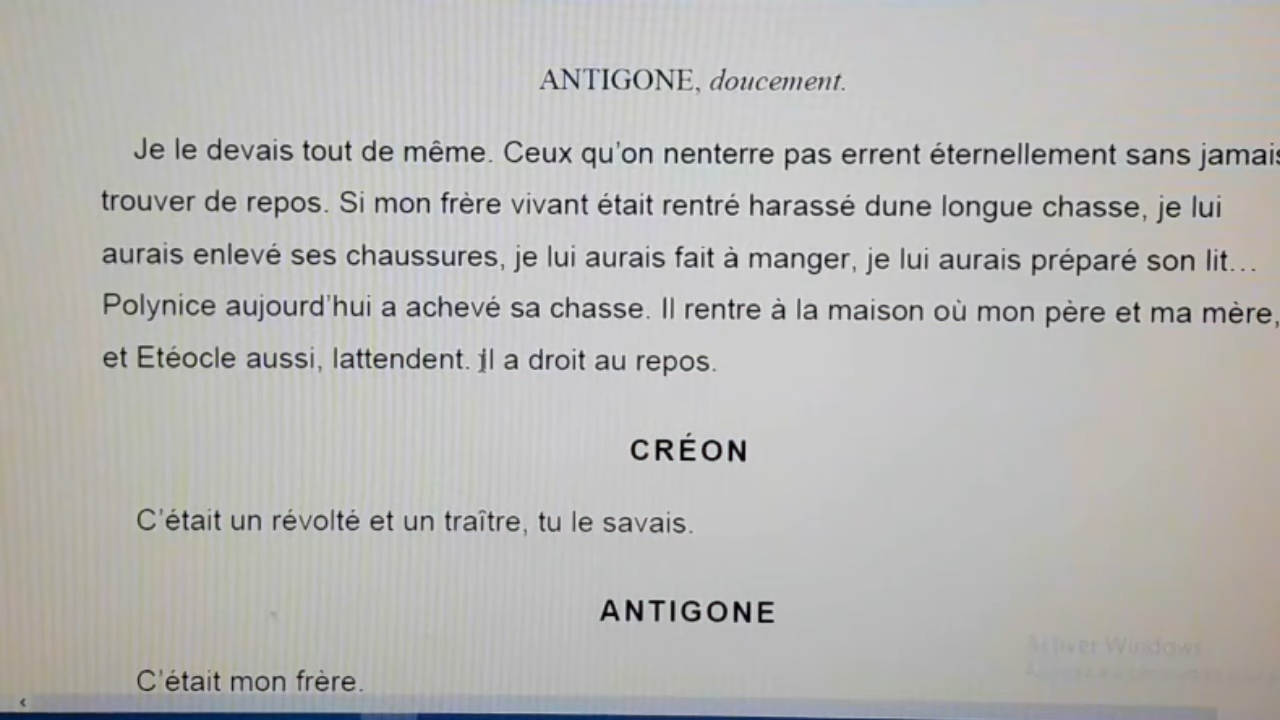 ANTIGONE, doucement.
Je le devais tout de même. Ceux qu'on nenterre pas errent éternellement sans jamais
trouver de repos. Si mon frère vivant était rentré harassé dune longue chasse, je lui
aurais enlevé ses chaussures, je lui aurais fait à manger, je lui aurais préparé son lit...
Polynice aujourd'hui a achevé sa chasse. Il rentre à la maison où mon père et ma mère,
et Etéocle aussi, lattendent. il a droit au repos.
CRÉON
C'était un révolté et un traître, tu le savais.
ANTIGONE
C'était mon frère.
Activer Windows